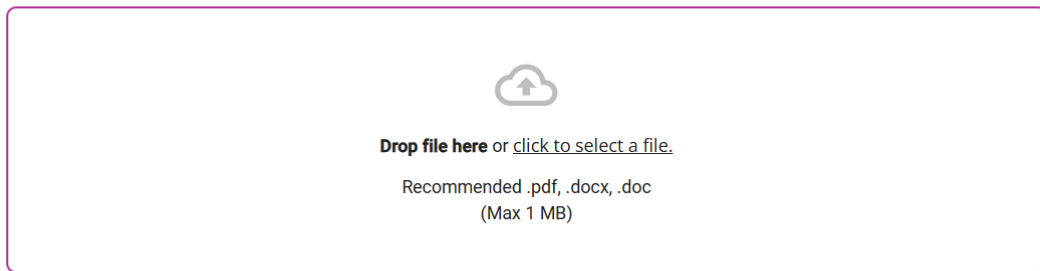 Drop file here or click to select a file.
Recommended .pdf, .docx, .doc
(Max 1 MB)